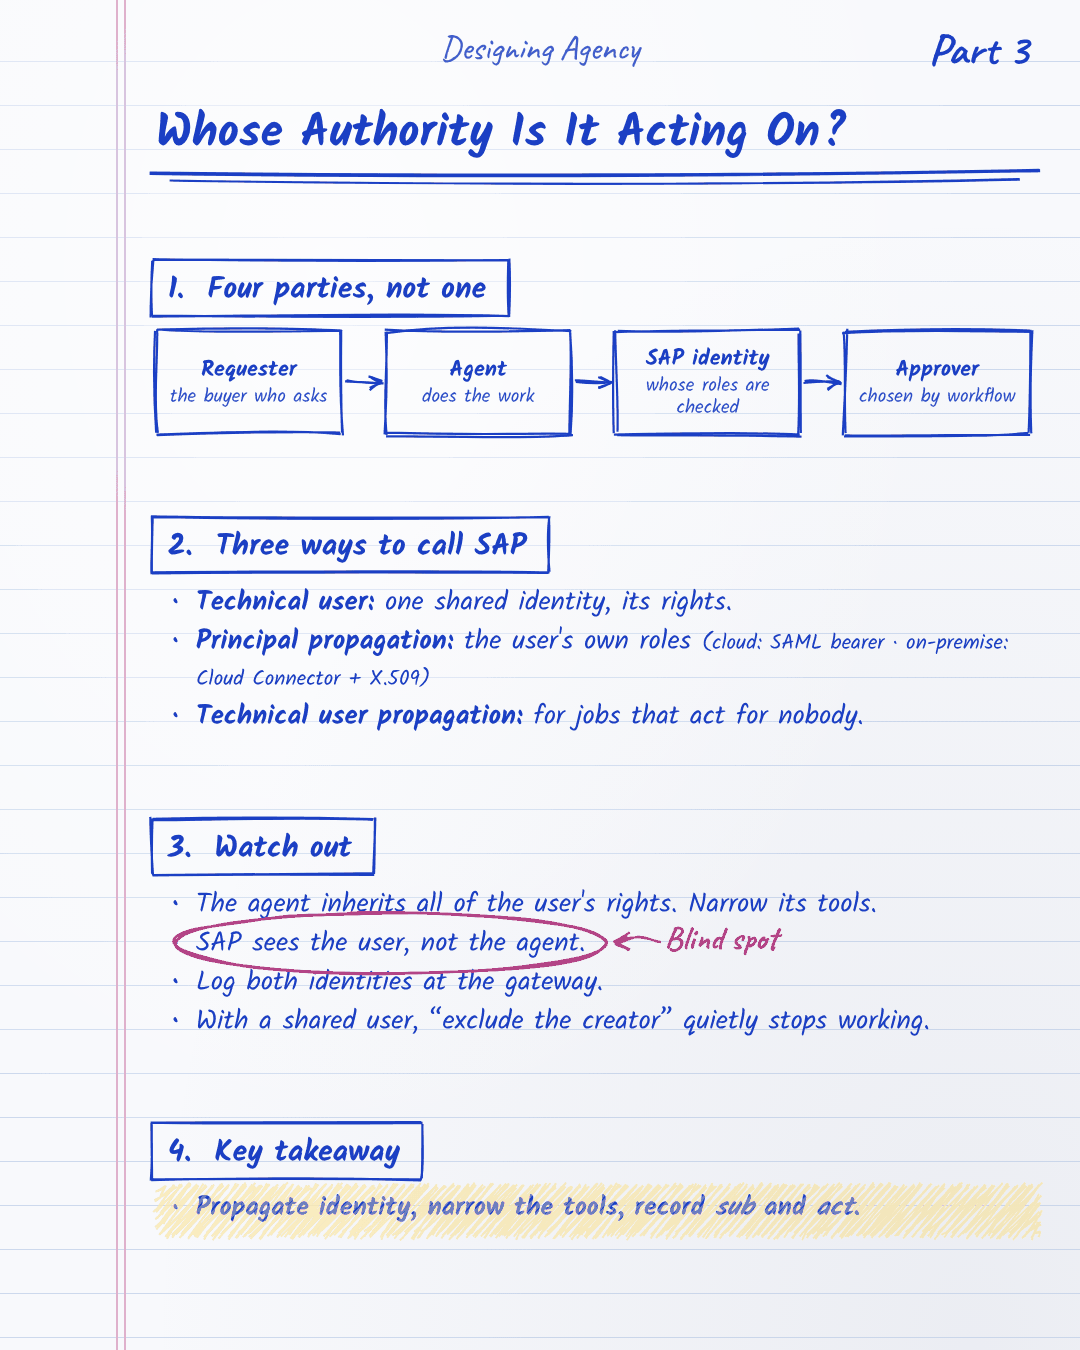 Designing Agency
Part 3
Whose Authority Is It Acting On?
1. Four parties, not one
Requester
the buyer who asks
Agent
does the work
SAP identity
whose roles are
checked
Approver
chosen by workflow
2. Three ways to call SAP
· Technical user: one shared identity, its rights.
· Principal propagation: the user's own roles (cloud: SAML bearer · on-premise:
Cloud Connector + X.509)
· Technical user propagation: for jobs that act for nobody.
3. Watch out
· The agent inherits all of the user's rights. Narrow its tools.
SAP sees the user, not the agent.
Blind spot
· Log both identities at the gateway.
· With a shared user, “exclude the creator” quietly stops working.
4. Key takeaway
· Propagate identity, narrow the tools, record sub and act.